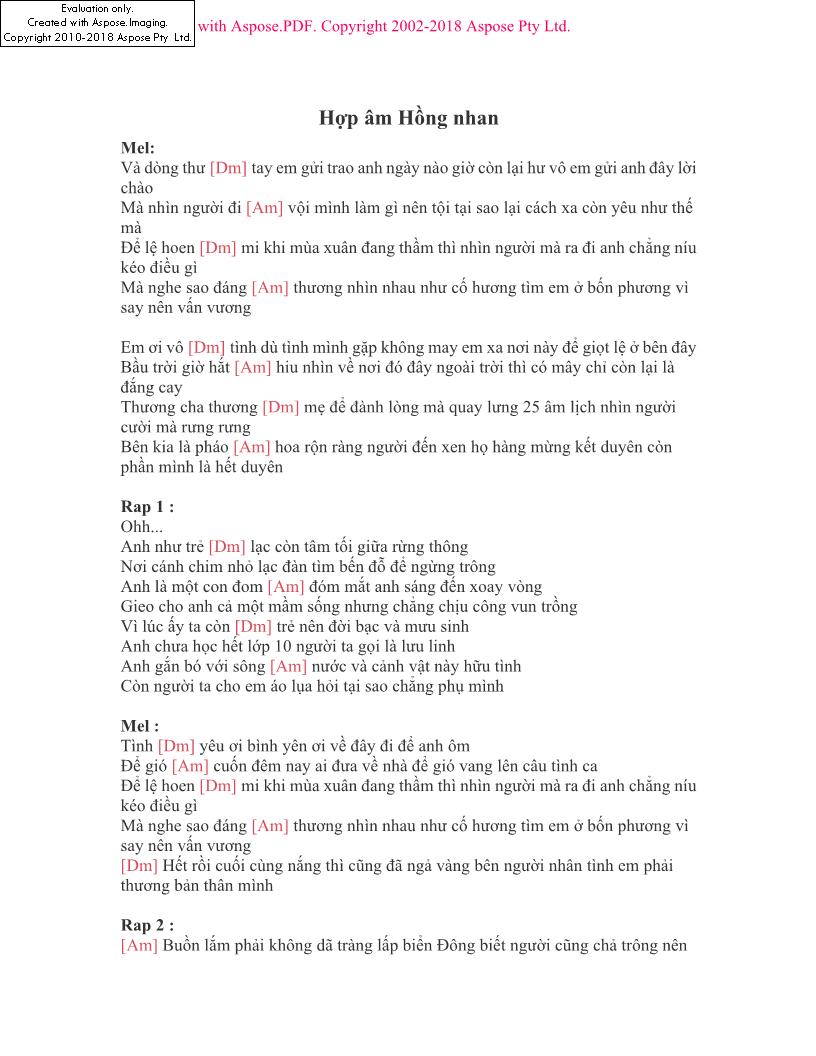 Evaluation only.
Created with Aspose.Imaging.
Copyright 2010-2018 Aspose Pty Ltd.
with Aspose.PDF. Copyright 2002-2018 Aspose Pty Ltd.
Hợp âm Hồng nhan
Mel:
Và dòng thư [Dm] tay em gửi trao anh ngày nào giờ còn lại hư vô em gửi anh đây lời
chào
Mà nhìn người đi [Am] vội mình làm gì nên tội tại sao lại cách xa còn yêu như thế
mà
Để lệ hoen [Dm] mi khi mùa xuân đang thầm thì nhìn người mà ra đi anh chẳng níu
kéo điều gì
Mà nghe sao đáng [Am] thương nhìn nhau như cố hương tìm em ở bốn phương vì
say nên vấn vương
Em ơi vô [Dm] tình dù tình mình gặp không may em xa nơi này để giọt lệ ở bên đây
Bầu trời giờ hắt [Am] hiu nhìn về nơi đó đây ngoài trời thì có mây chỉ còn lại là
đắng cay
Thương cha thương [Dm] mẹ để đành lòng mà quay lưng 25 âm lịch nhìn người
cười mà rưng rưng
Bên kia là pháo [Am] hoa rộn ràng người đến xen họ hàng mừng kết duyên còn
phần mình là hết duyên
Rap 1 :
Ohh...
Anh như trẻ [Dm] lạc còn tâm tối giữa rừng thông
Nơi cánh chim nhỏ lạc đàn tìm bến đỗ để ngừng trông
Anh là một con đom [Am] đóm mắt anh sáng đến xoay vòng
Gieo cho anh cả một mầm sống nhưng chẳng chịu công vun trồng
Vì lúc ấy ta còn [Dm] trẻ nên đời bạc và mưu sinh
Anh chưa học hết lớp 10 người ta gọi là lưu linh
Anh gắn bó với sông [Am] nước và cảnh vật này hữu tình
Còn người ta cho em áo lụa hỏi tại sao chẳng phụ mình
Mel :
Tình [Dm] yêu ơi bình yên ơi về đây đi để anh ôm
Để gió [Am] cuốn đêm nay ai đưa về nhà để gió vang lên câu tình ca
Để lệ hoen [Dm] mi khi mùa xuân đang thầm thì nhìn người mà ra đi anh chẳng níu
kéo điều gì
Mà nghe sao đáng [Am] thương nhìn nhau như cố hương tìm em ở bốn phương vì
say nên vấn vương
[Dm] Hết rồi cuối cùng nắng thì cũng đã ngả vàng bên người nhân tình em phải
thương bản thân mình
Rap 2 :
[Am] Buồn lắm phải không dã tràng lấp biển Đông biết người cũng chả trông nên